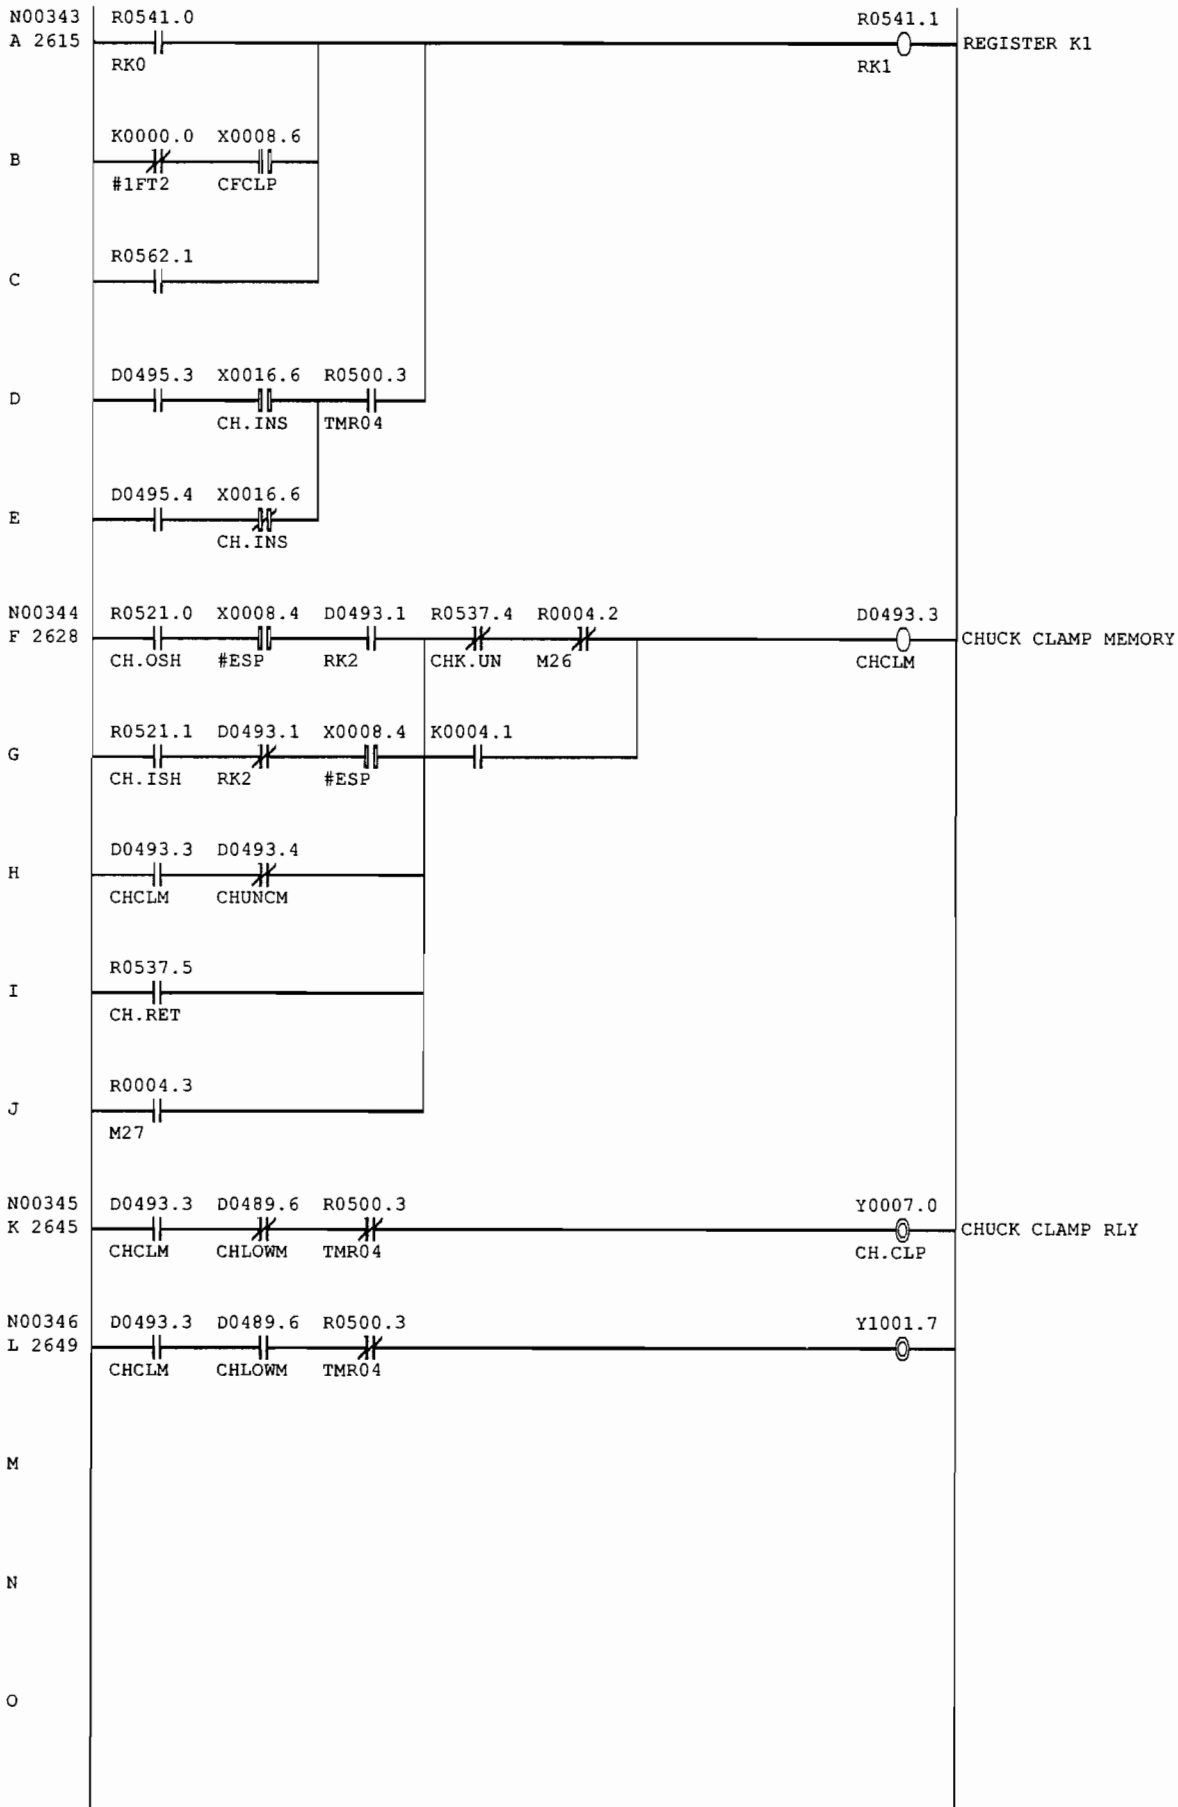 N00343 R0541.0 R0541.1
A 2615 REGISTER K1
RK0 RK1
K0000.0 X0008.6
B
#1FT2 CFCLP
R0562.1
C
D0495.3 X0016.6 R0500.3
D
CH.INS TMR04
D0495.4 X0016.6
E
CH.INS
N00344 R0521.0 X0008.4 D0493.1 R0537.4 R0004.2 D0493.3
F 2628 CHUCK CLAMP MEMORY
CH.OSH #ESP RK2 CHK.UN M26 CHCLM
R0521.1 D0493.1 X0008.4 K0004.1
G
CH.ISH RK2 #ESP
D0493.3 D0493.4
H
CHCLM CHUNCM
R0537.5
I
CH.RET
R0004.3
J
M27
N00345 D0493.3 D0489.6 R0500.3 Y0007.0
K 2645 CHUCK CLAMP RLY
CHCLM CHLOWM TMR04 CH.CLP
N00346 D0493.3 D0489.6 R0500.3 Y1001.7
L 2649
CHCLM CHLOWM TMR04
M
N
O